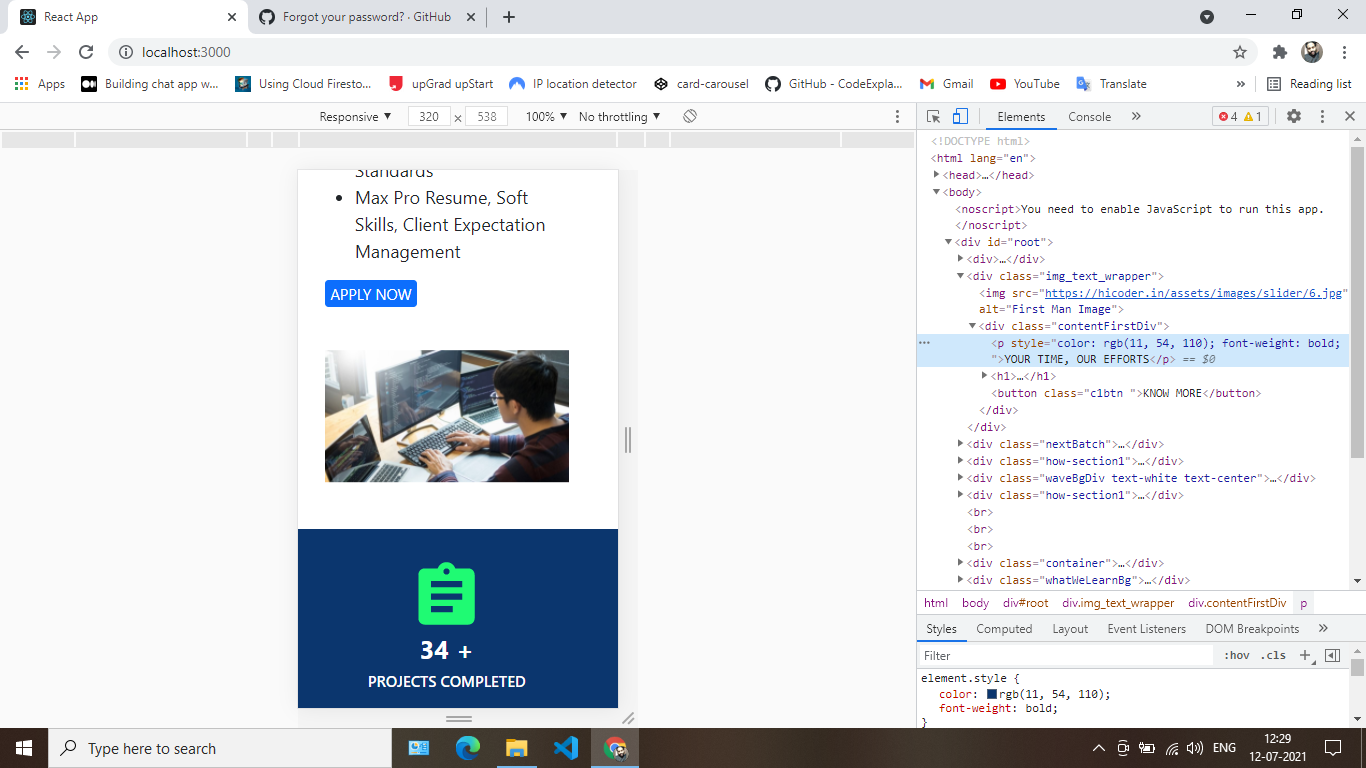 React App
Forgot your password? · GitHub
localhost:3000
Apps
Building chat app w...
Using Cloud Firesto...
upGrad upStart
IP location detector
card-carousel
GitHub - CodeExpla...
Gmail
YouTube
Translate
»
Reading list
Responsive ▼
320 × 538
100% ▼
No throttling ▼
Standards
• Max Pro Resume, Soft
Skills, Client Expectation
Management
APPLY NOW
34 +
PROJECTS COMPLETED
Elements
Console
»
4
1
<!DOCTYPE html>
<html lang="en">
<head>…</head>
<body>
<noscript>You need to enable JavaScript to run this app.
</noscript>
<div id="root">
<div>…</div>
<div class="img_text_wrapper">
<img src="https://hicoder.in/assets/images/slider/6.jpg"
alt="First Man Image">
<div class="contentFirstDiv">
<p style="color: rgb(11, 54, 110); font-weight: bold;
">YOUR TIME, OUR EFFORTS</p> == $0
<h1>…</h1>
<button class="c1btn ">KNOW MORE</button>
</div>
</div>
<div class="nextBatch">…</div>
<div class="how-section1">…</div>
<div class="waveBgDiv text-white text-center">…</div>
<div class="how-section1">…</div>
<br>
<br>
<br>
<div class="container">…</div>
<div class="whatWeLearnBg">…</div>
html body div#root div.img_text_wrapper div.contentFirstDiv p
Styles Computed Layout Event Listeners DOM Breakpoints »
Filter
:hov .cls +
element.style {
color: rgb(11, 54, 110);
font-weight: bold;
}
Type here to search
ENG
12:29
12-07-2021